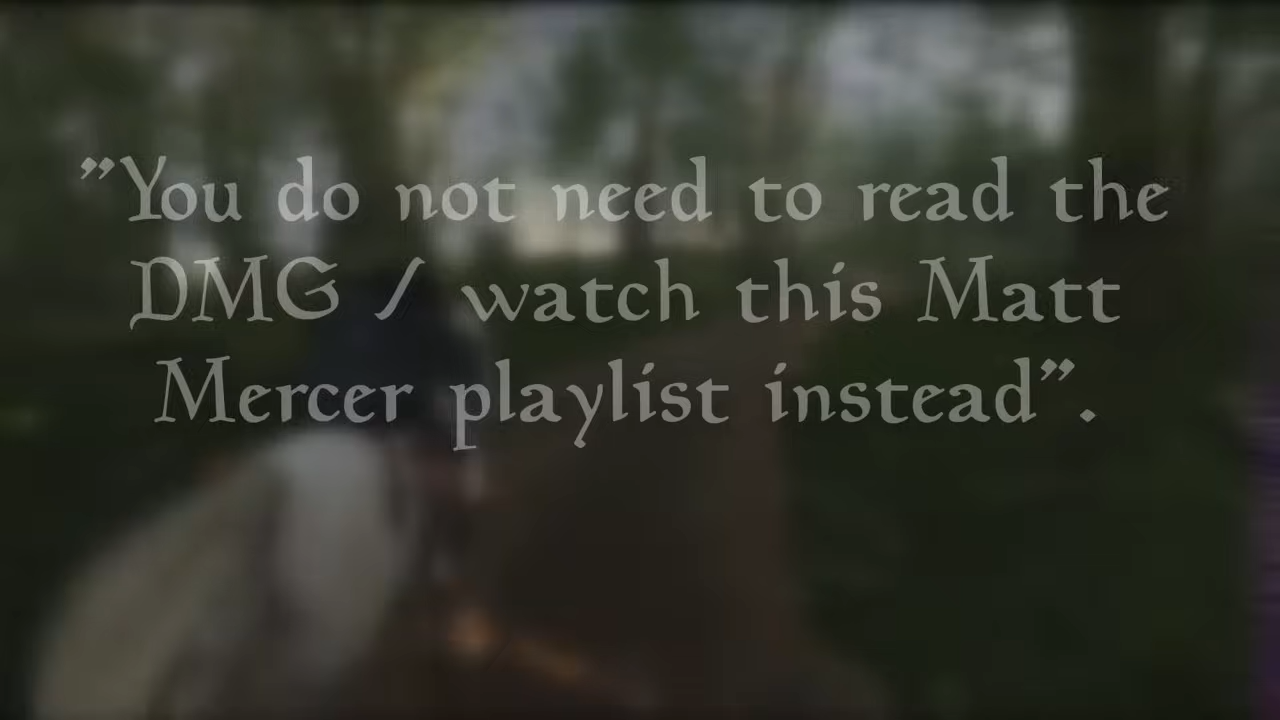 ”You do not need to read the
DMG / watch this Matt
Mercer playlist instead”.